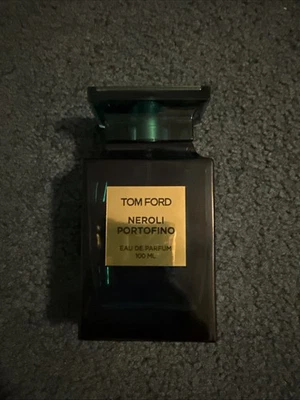 TOM FORD
NEROLI
PORTOFINO
EAU DE PARFUM
100 ML